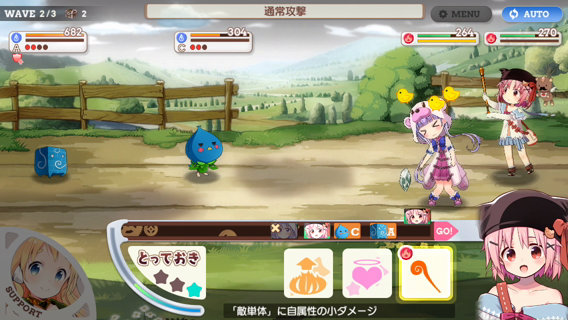 WAVE 2/3 2
通常攻撃
MENU
AUTO
682
A
304
C
264
270
C
A
GO!
とっておき
SUPPORT
「敵単体」に自属性の小ダメージ